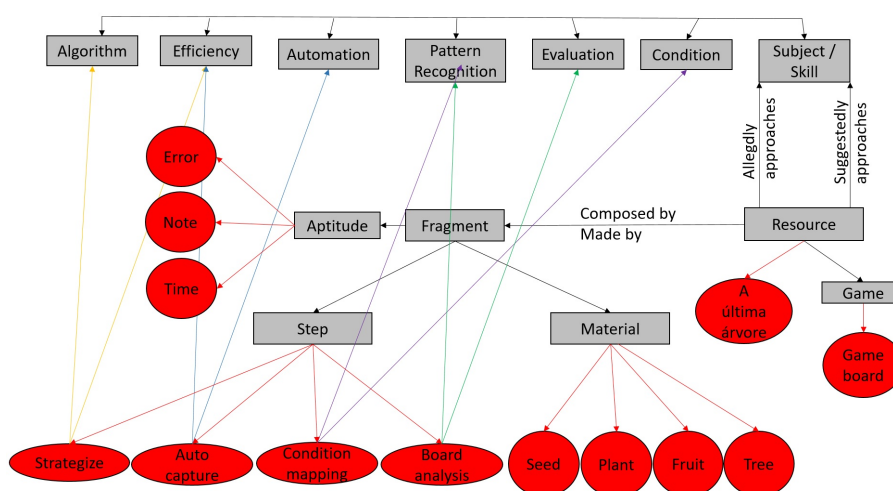 Algorithm
Efficiency
Automation
Pattern
Recognition
Evaluation
Condition
Subject /
Skill
Allegdly
approaches
Suggestedly
approaches
Error
Note
Time
Aptitude
Fragment
Composed by
Made by
Resource
A
última
árvore
Game
Game
board
Step
Material
Strategize
Auto
capture
Condition
mapping
Board
analysis
Seed
Plant
Fruit
Tree